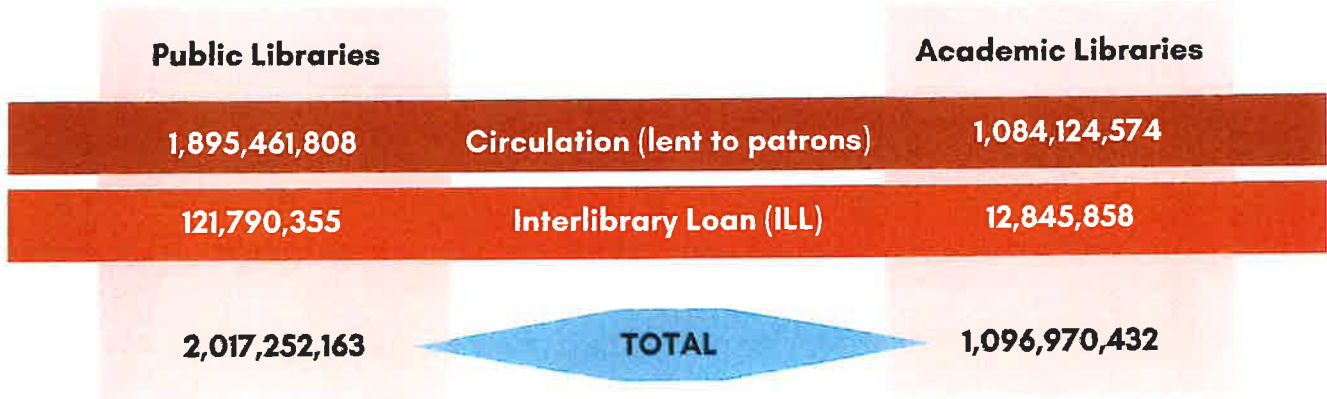 Public Libraries Academic Libraries
1,895,461,808 Circulation (lent to patrons) 1,084,124,574
121,790,355 Interlibrary Loan (ILL) 12,845,858
2,017,252,163 TOTAL 1,096,970,432